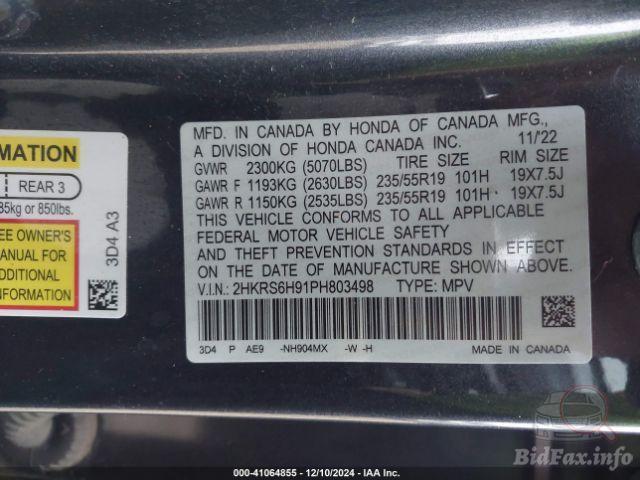 MATION
REAR 3
85kg or 850lbs.
EE OWNER'S
MANUAL FOR
ADDITIONAL
INFORMATION
3D4 A3
MFD. IN CANADA BY HONDA OF CANADA MFG.,
A DIVISION OF HONDA CANADA INC. 11/'22
GVWR 2300KG (5070LBS) TIRE SIZE RIM SIZE
GAWR F 1193KG (2630LBS) 235/55R19 101H 19X7.5J
GAWR R 1150KG (2535LBS) 235/55R19 101H 19X7.5J
THIS VEHICLE CONFORMS TO ALL APPLICABLE
FEDERAL MOTOR VEHICLE SAFETY
AND THEFT PREVENTION STANDARDS IN EFFECT
ON THE DATE OF MANUFACTURE SHOWN ABOVE.
V.I.N.: 2HKRS6H91PH803498 TYPE: MPV
3D4 P AE9 -NH904MX -W -H MADE IN CANADA
BidFax.info
000-41064855 - 12/10/2024 - IAA Inc.